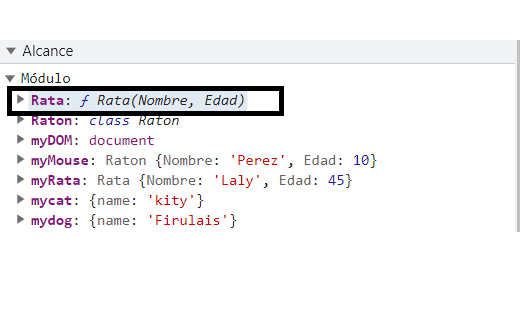 Alcance
Módulo
Rata: ƒ Rata(Nombre, Edad)
Raton: class Raton
myDOM: document
myMouse: Raton {Nombre: 'Perez', Edad: 10}
myRata: Rata {Nombre: 'Laly', Edad: 45}
mycat: {name: 'kity'}
mydog: {name: 'Firulais'}